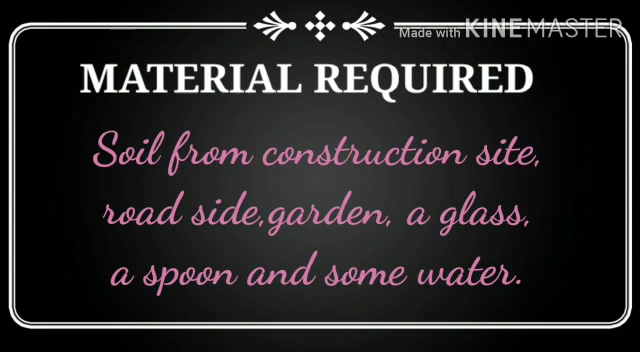 Made with KINEMASTER
MATERIAL REQUIRED
Soil from construction site,
road side,garden, a glass,
a spoon and some water.